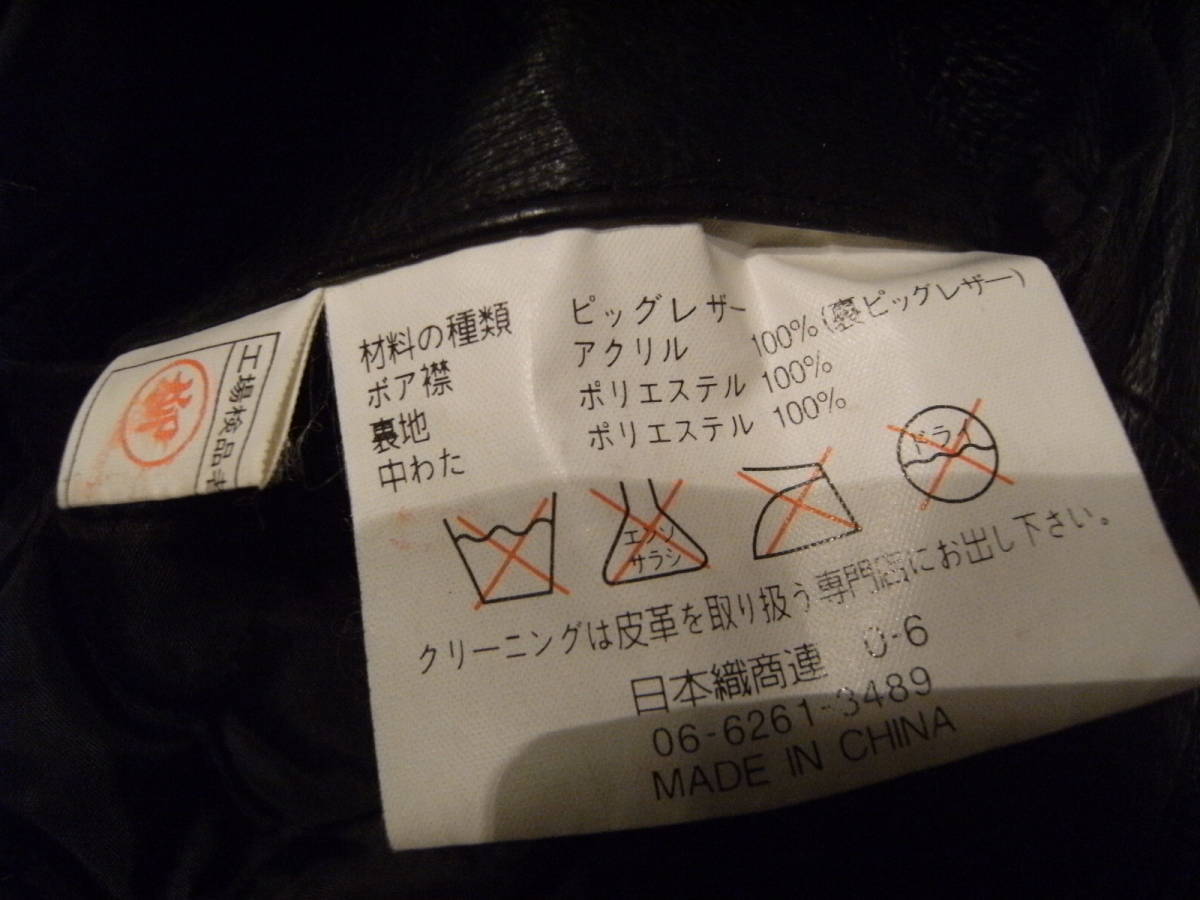 工場検品
柳
材料の種類 ピッグレザー
ボア襟 アクリル 100%(裏ピッグレザー)
裏地 ポリエステル 100%
中わた ポリエステル 100%
エンソ
サラシ
ドライ
クリーニングは皮革を取り扱う専門店にお出し下さい。
日本織商連 0-6
06-6261-3489
MADE IN CHINA